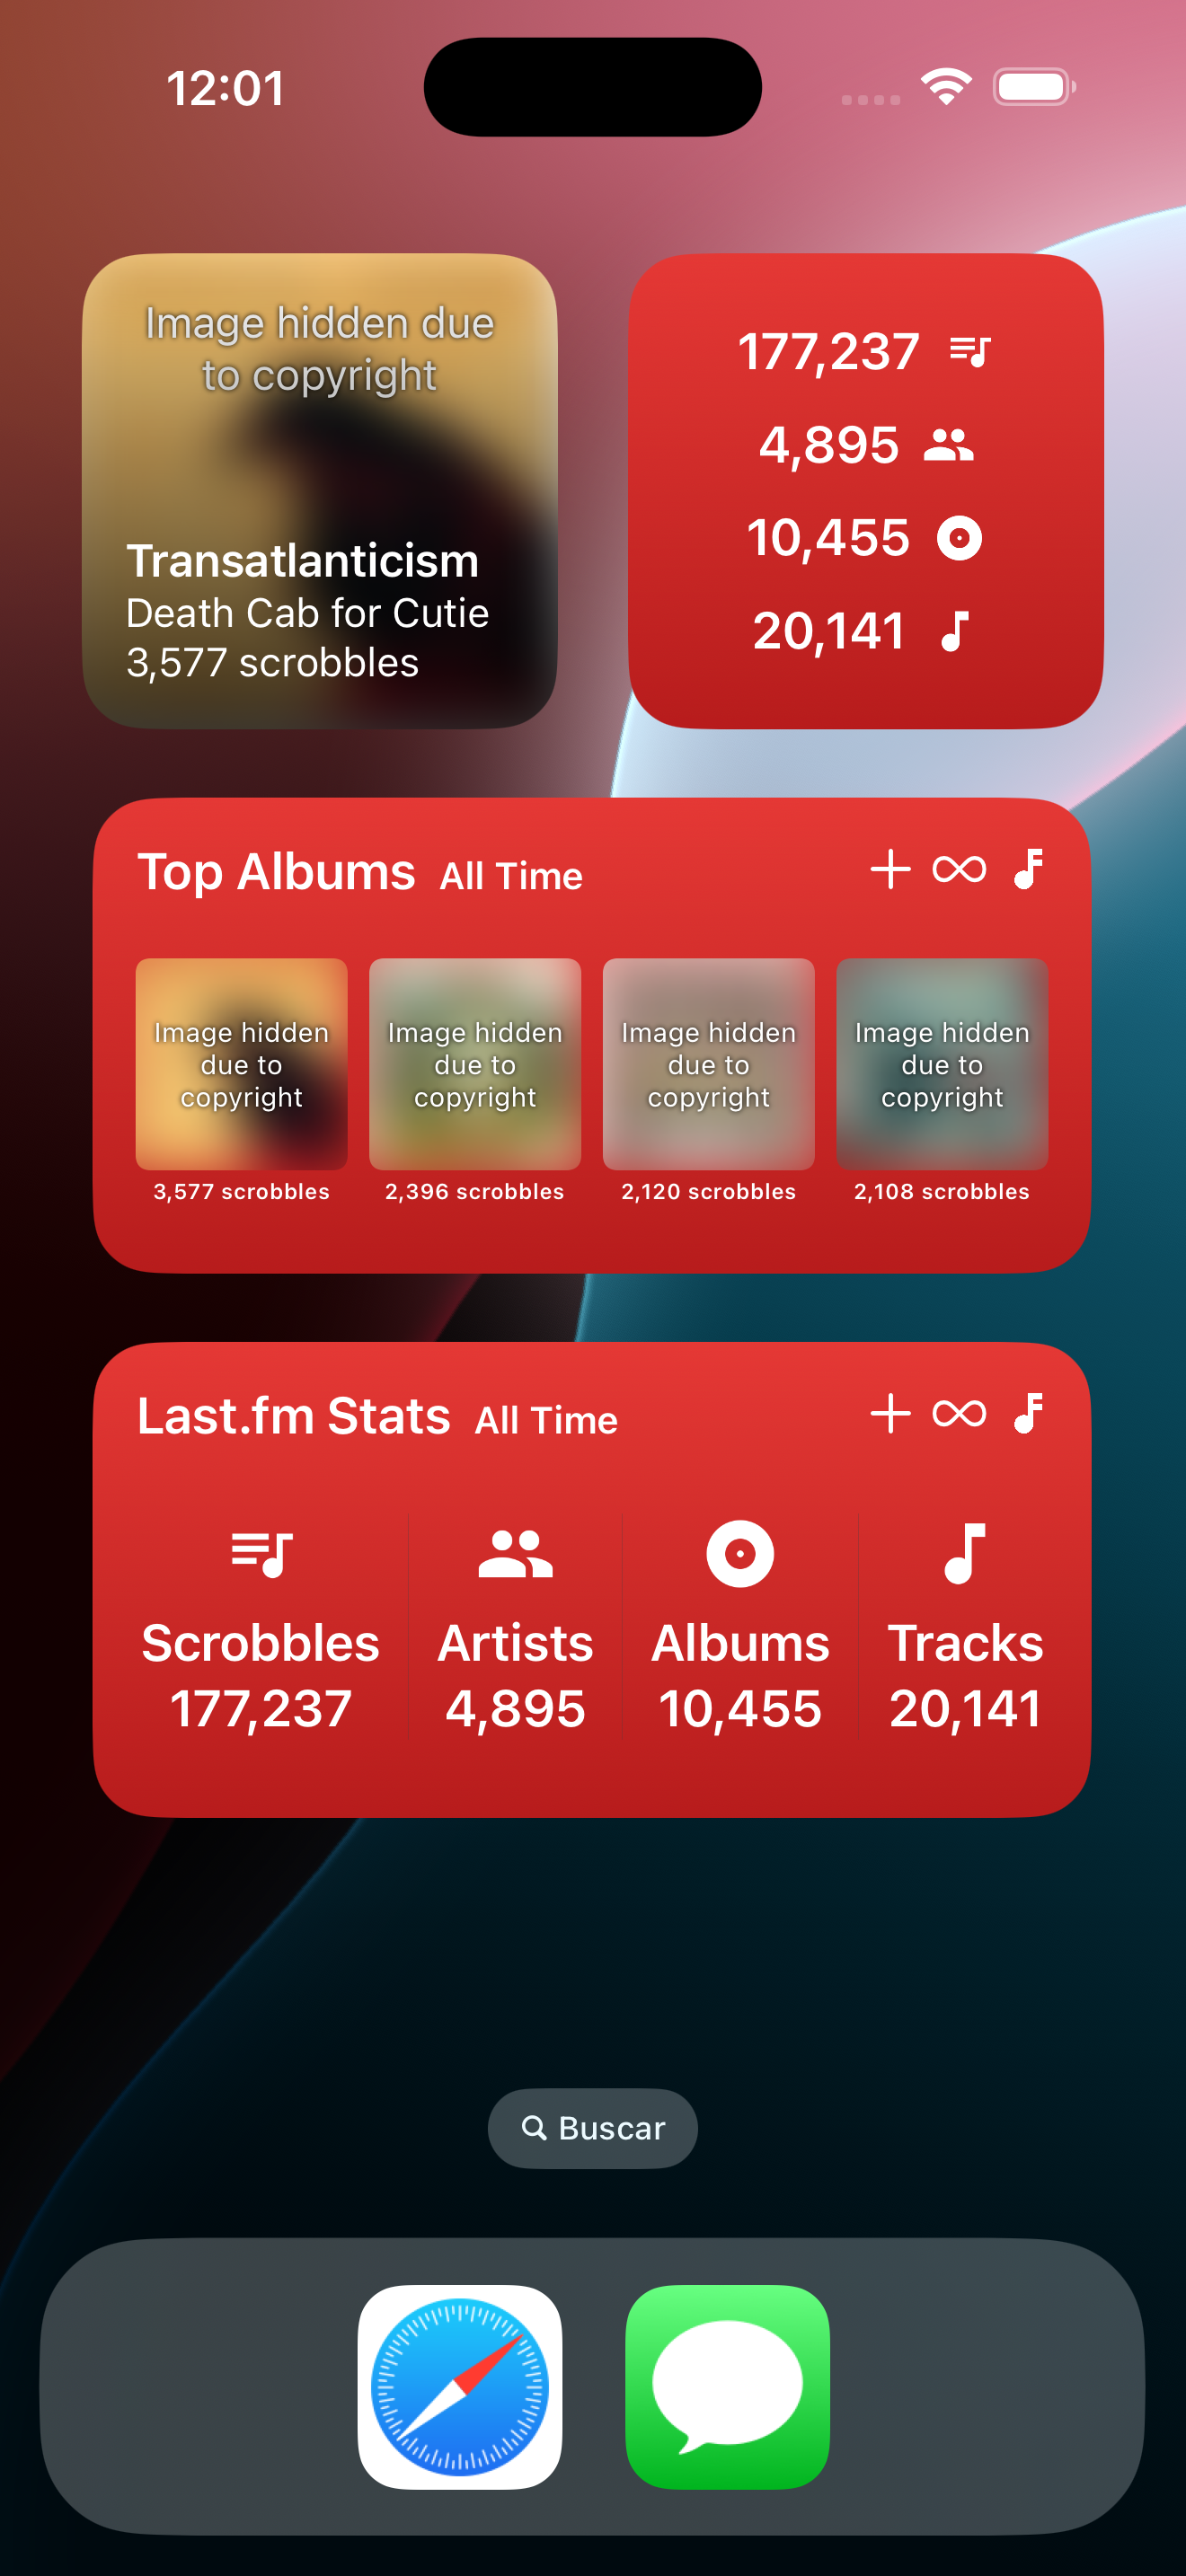 12:01
Image hidden due
to copyright
Transatlanticism
Death Cab for Cutie
3,577 scrobbles
177,237
4,895
10,455
20,141
Top Albums All Time
Image hidden
due to
copyright
3,577 scrobbles
Image hidden
due to
copyright
2,396 scrobbles
Image hidden
due to
copyright
2,120 scrobbles
Image hidden
due to
copyright
2,108 scrobbles
Last.fm Stats All Time
Scrobbles
177,237
Artists
4,895
Albums
10,455
Tracks
20,141
Buscar